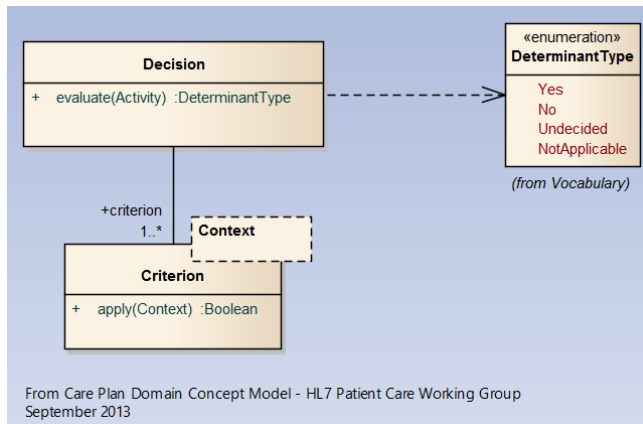 «enumeration»
DeterminantType
Yes
No
Undecided
NotApplicable
(from Vocabulary)
Decision
+ evaluate(Activity) :DeterminantType
+criterion
1..*
Context
Criterion
+ apply(Context) :Boolean
From Care Plan Domain Concept Model - HL7 Patient Care Working Group
September 2013